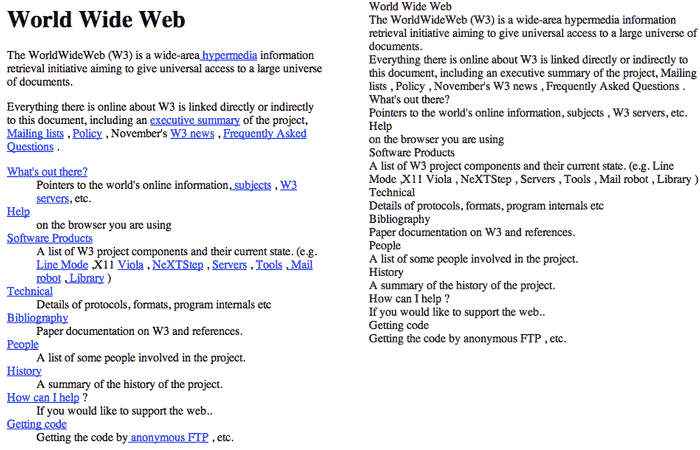 World Wide Web
The WorldWideWeb (W3) is a wide-area hypermedia information
retrieval initiative aiming to give universal access to a large universe
of documents.
Everything there is online about W3 is linked directly or indirectly
to this document, including an executive summary of the project,
Mailing lists , Policy , November's W3 news , Frequently Asked
Questions .
What's out there?
Pointers to the world's online information, subjects , W3
servers, etc.
Help
on the browser you are using
Software Products
A list of W3 project components and their current state. (e.g.
Line Mode ,X11 Viola , NeXTStep , Servers , Tools , Mail
robot , Library )
Technical
Details of protocols, formats, program internals etc
Bibliography
Paper documentation on W3 and references.
People
A list of some people involved in the project.
History
A summary of the history of the project.
How can I help ?
If you would like to support the web..
Getting code
Getting the code by anonymous FTP , etc.
World Wide Web
The WorldWideWeb (W3) is a wide-area hypermedia information
retrieval initiative aiming to give universal access to a large universe of
documents.
Everything there is online about W3 is linked directly or indirectly to
this document, including an executive summary of the project, Mailing
lists , Policy , November's W3 news , Frequently Asked Questions .
What's out there?
Pointers to the world's online information, subjects , W3 servers, etc.
Help
on the browser you are using
Software Products
A list of W3 project components and their current state. (e.g. Line
Mode ,X11 Viola , NeXTStep , Servers , Tools , Mail robot , Library )
Technical
Details of protocols, formats, program internals etc
Bibliography
Paper documentation on W3 and references.
People
A list of some people involved in the project.
History
A summary of the history of the project.
How can I help ?
If you would like to support the web..
Getting code
Getting the code by anonymous FTP , etc.